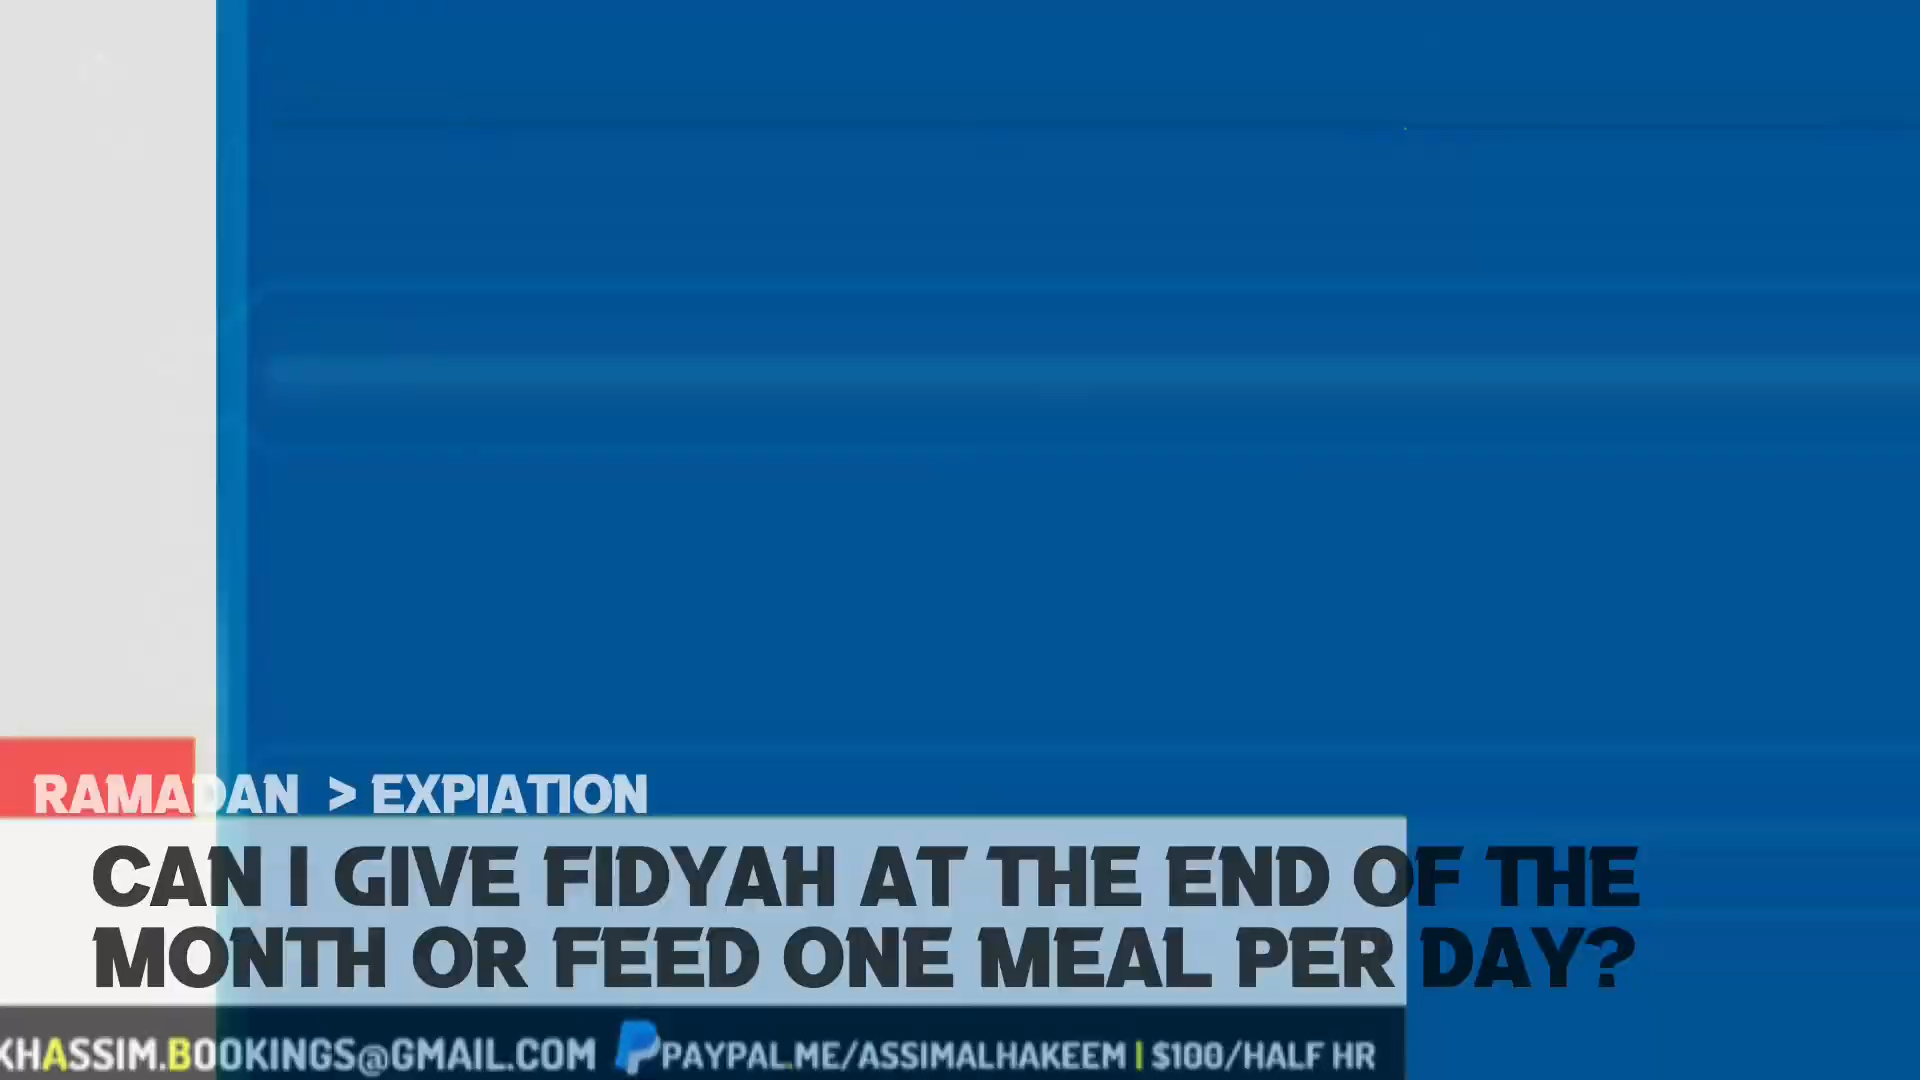 RAMADAN > EXPIATION
CAN I GIVE FIDYAH AT THE END OF THE
MONTH OR FEED ONE MEAL PER DAY?
KHASSIM.BOOKINGS@GMAIL.COM PAYPAL.ME/ASSIMALHAKEEM | $100/HALF HR